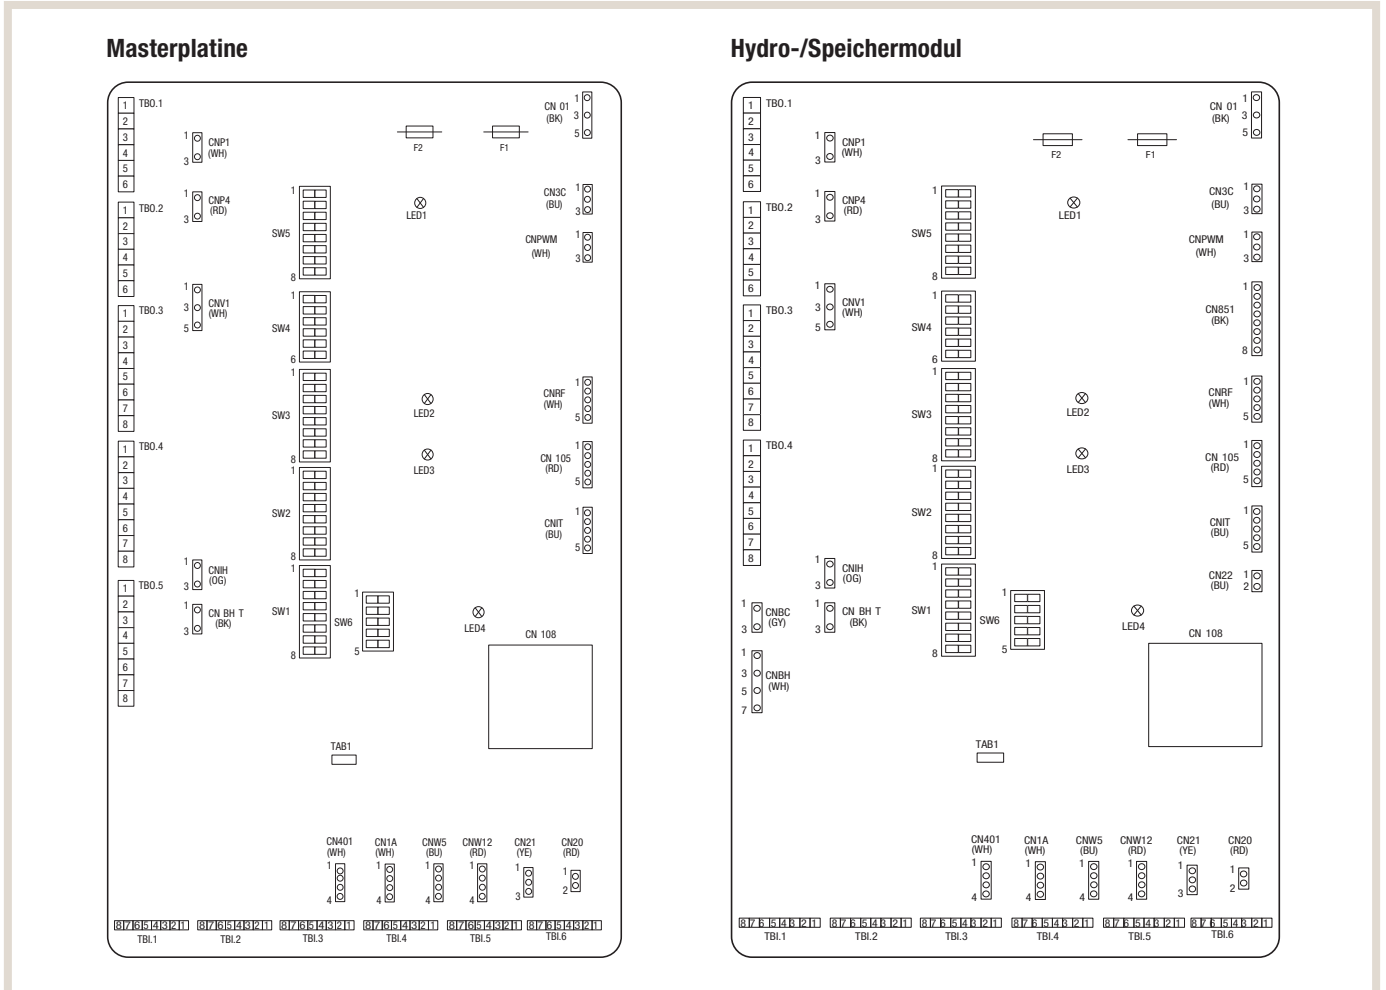 Masterplatine
1 TBO.1
2
3
4
5
6
1 TBO.2
2
3
4
5
6
1 TBO.3
2
3
4
5
6
7
8
1 TBO.4
2
3
4
5
6
7
8
1 TBO.5
2
3
4
5
6
7
8
1 CNP1
3 (WH)
1 CNP4
3 (RD)
1
3 CNV1
5 (WH)
1 CNIH
3 (OG)
1 CN BH T
3 (BK)
1
SW5
8
1
SW4
6
1
SW3
8
1
SW2
8
1
SW1
8
1
SW6
5
F2
F1
LED1
LED2
LED3
LED4
CN 01 1
(BK) 3
5
CN3C 1
(BU) 3
CNPWM 1
(WH) 3
CNRF 1
(WH) 5
CN 105 1
(RD) 5
CNIT 1
(BU) 5
CN 108
TAB1
CN401 CN1A CNW5 CNW12 CN21 CN20
(WH) (WH) (BU) (RD) (YE) (RD)
1 1 1 1 1 1
4 4 4 4 3 2
8 7 6 5 4 3 2 1 8 7 6 5 4 3 2 1 8 7 6 5 4 3 2 1 8 7 6 5 4 3 2 1 8 7 6 5 4 3 2 1 8 7 6 5 4 3 2 1
TBI.1 TBI.2 TBI.3 TBI.4 TBI.5 TBI.6
Hydro-/Speichermodul
1 TBO.1
2
3
4
5
6
1 TBO.2
2
3
4
5
6
1 TBO.3
2
3
4
5
6
7
8
1 TBO.4
2
3
4
5
6
7
8
1 CNBC
3 (GY)
1
3 CNBH
5 (WH)
7
1 CNP1
3 (WH)
1 CNP4
3 (RD)
1
3 CNV1
5 (WH)
1 CNIH
3 (OG)
1 CN BH T
3 (BK)
1
SW5
8
1
SW4
6
1
SW3
8
1
SW2
8
1
SW1
8
1
SW6
5
F2
F1
LED1
LED2
LED3
LED4
CN 01 1
(BK) 3
5
CN3C 1
(BU) 3
CNPWM 1
(WH) 3
CN851 1
(BK) 8
CNRF 1
(WH) 5
CN 105 1
(RD) 5
CNIT 1
(BU) 5
CN22 1
(BU) 2
CN 108
TAB1
CN401 CN1A CNW5 CNW12 CN21 CN20
(WH) (WH) (BU) (RD) (YE) (RD)
1 1 1 1 1 1
4 4 4 4 3 2
8 7 6 5 4 3 2 1 8 7 6 5 4 3 2 1 8 7 6 5 4 3 2 1 8 7 6 5 4 3 2 1 8 7 6 5 4 3 2 1 8 7 6 5 4 3 2 1
TBI.1 TBI.2 TBI.3 TBI.4 TBI.5 TBI.6